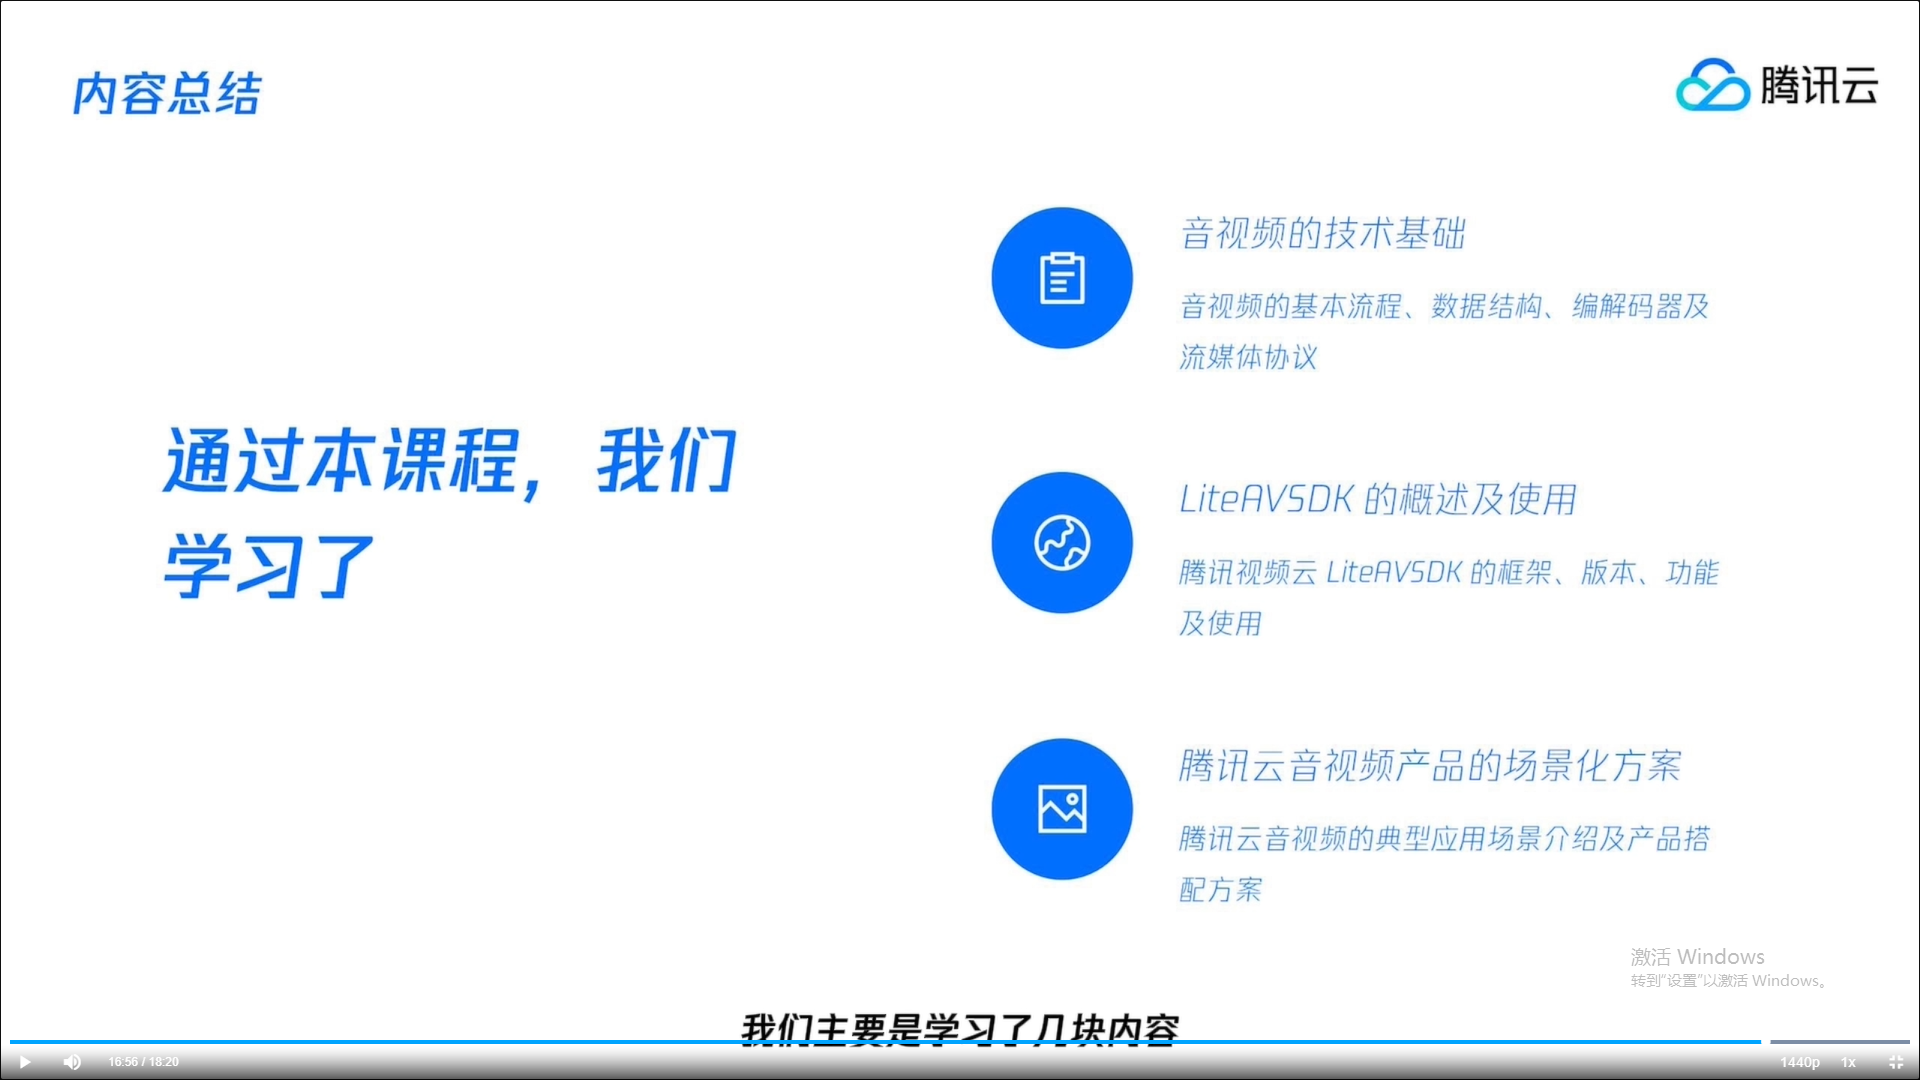 内容总结
腾讯云
通过本课程，我们
学习了
音视频的技术基础
音视频的基本流程、数据结构、编解码器及
流媒体协议
LiteAVSDK 的概述及使用
腾讯视频云 LiteAVSDK 的框架、版本、功能
及使用
腾讯云音视频产品的场景化方案
腾讯云音视频的典型应用场景介绍及产品搭
配方案
激活 Windows
转到“设置”以激活 Windows。
我们主要是学习了几块内容
16:56 / 18:20
1440p
1x